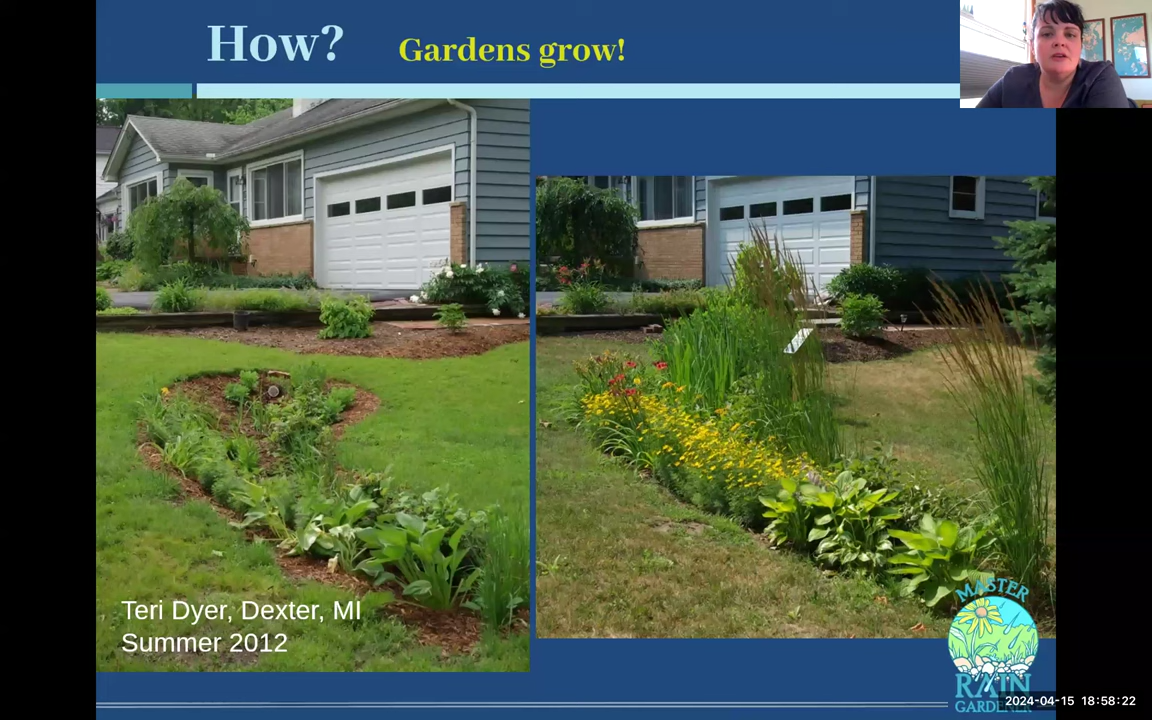 How?
Gardens grow!
Teri Dyer, Dexter, MI
Summer 2012
MASTER
RAIN
GARDENER
2024-04-15 18:58:22